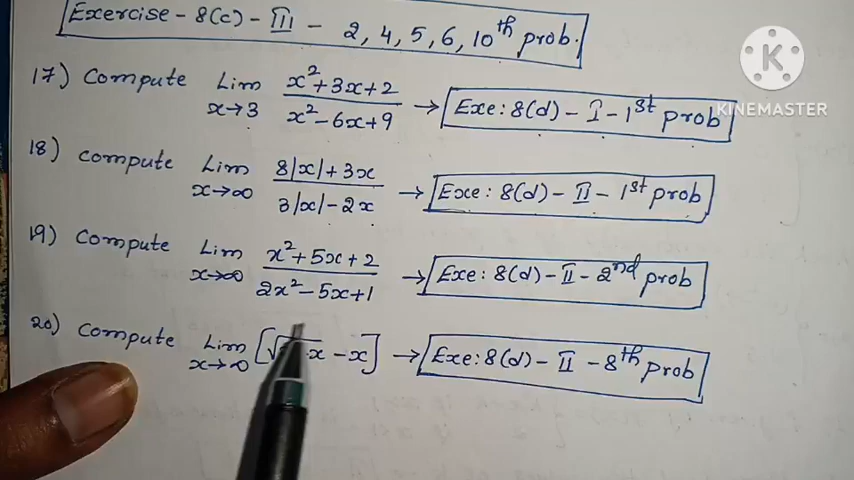 Exercise - 8(c) - III - 2, 4, 5, 6, 10th prob.
KINEMASTER
17) Compute Lim x→3 x²+3x+2 / x²-6x+9 → Exe: 8(d) - I - 1st prob
18) Compute Lim x→∞ 8|x|+3x / 3|x|-2x → Exe: 8(d) - II - 1st prob
19) Compute Lim x→∞ x²+5x+2 / 2x²-5x+1 → Exe: 8(d) - II - 2nd prob
20) Compute Lim x→∞ [√ x - x] → Exe: 8(d) - II - 8th prob